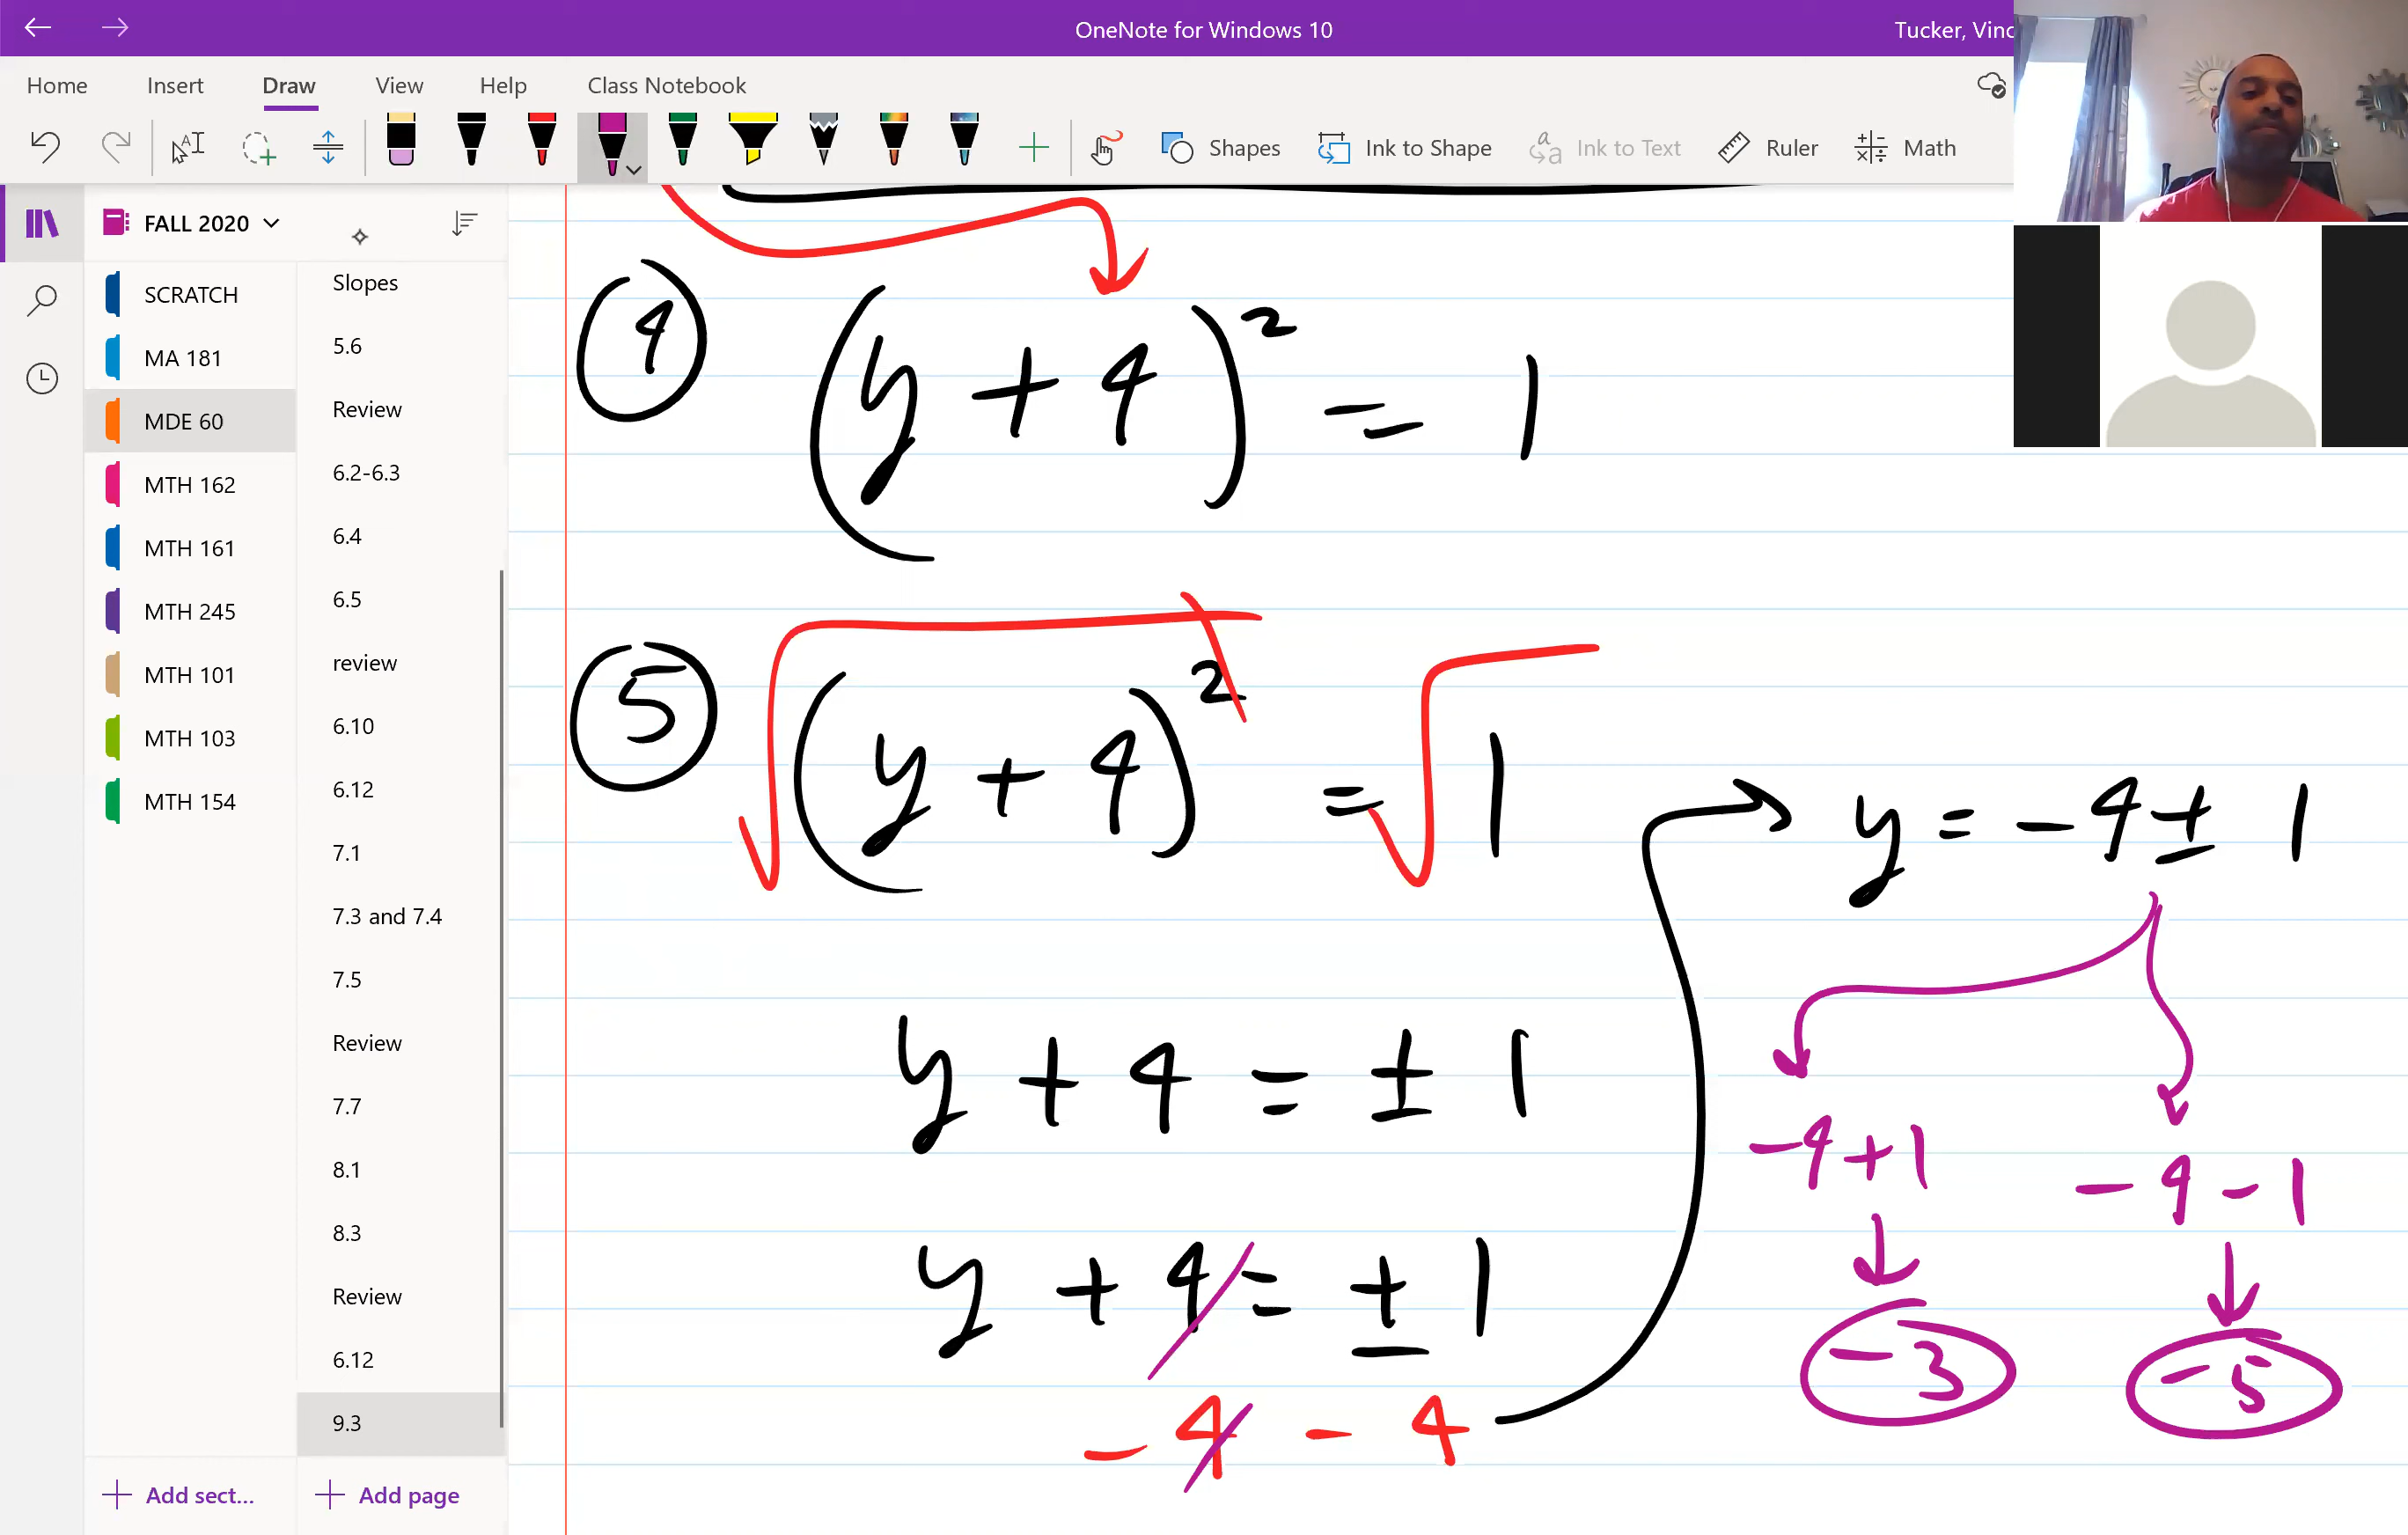 OneNote for Windows 10
Tucker, Vinc
Home Insert Draw View Help Class Notebook
Shapes Ink to Shape Ink to Text Ruler Math
FALL 2020
SCRATCH
MA 181
MDE 60
MTH 162
MTH 161
MTH 245
MTH 101
MTH 103
MTH 154
Add sect...
Slopes
5.6
Review
6.2-6.3
6.4
6.5
review
6.10
6.12
7.1
7.3 and 7.4
7.5
Review
7.7
8.1
8.3
Review
6.12
9.3
Add page
④ (y + 4)² = 1
⑤ √(y + 4)² = √1
y + 4 = ± 1
y + 4 = ± 1
- 4 - 4
y = -4 ± 1
-4+1
-4-1
-3
-5